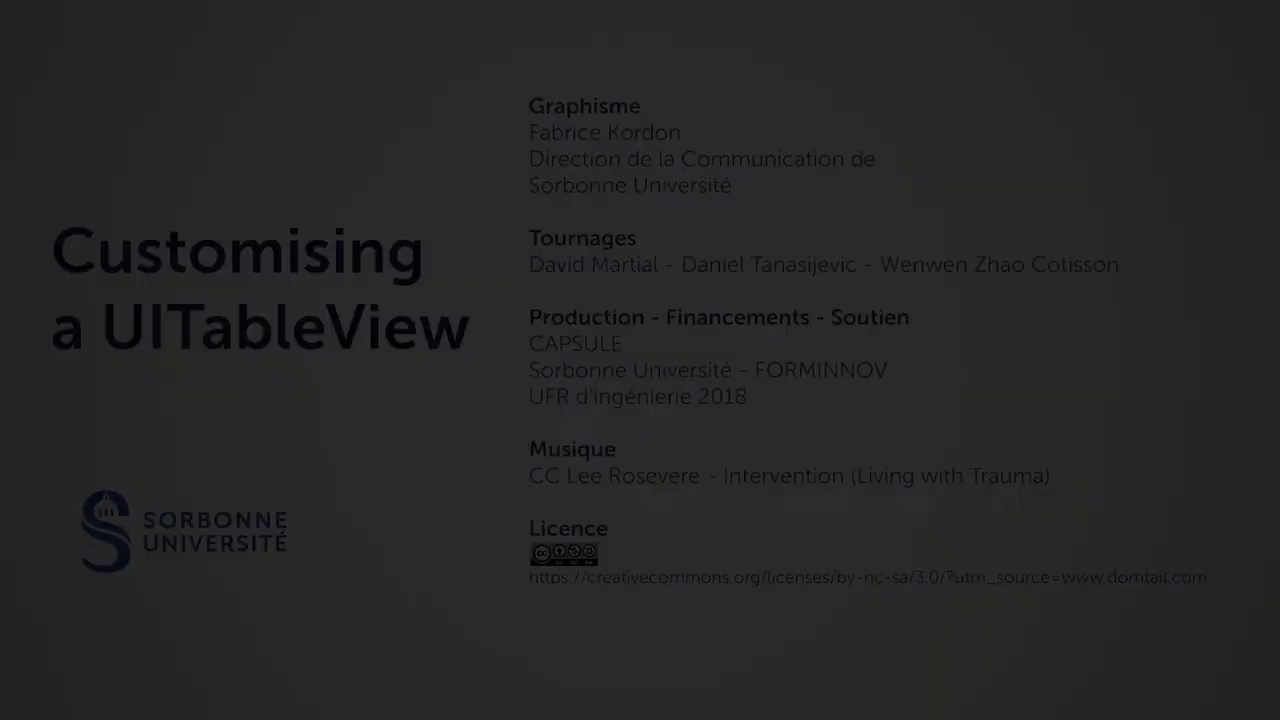 Customising
a UITableView
SORBONNE
UNIVERSITÉ
Graphisme
Fabrice Kordon
Direction de la Communication de
Sorbonne Université
Tournages
David Martial - Daniel Tanasijevic - Wenwen Zhao Cotisson
Production - Financements - Soutien
CAPSULE
Sorbonne Université - FORMINNOV
UFR d'ingénierie 2018
Musique
CC Lee Rosevere - Intervention (Living with Trauma)
Licence
https://creativecommons.org/licenses/by-nc-sa/3.0/?utm_source=www.domtail.com